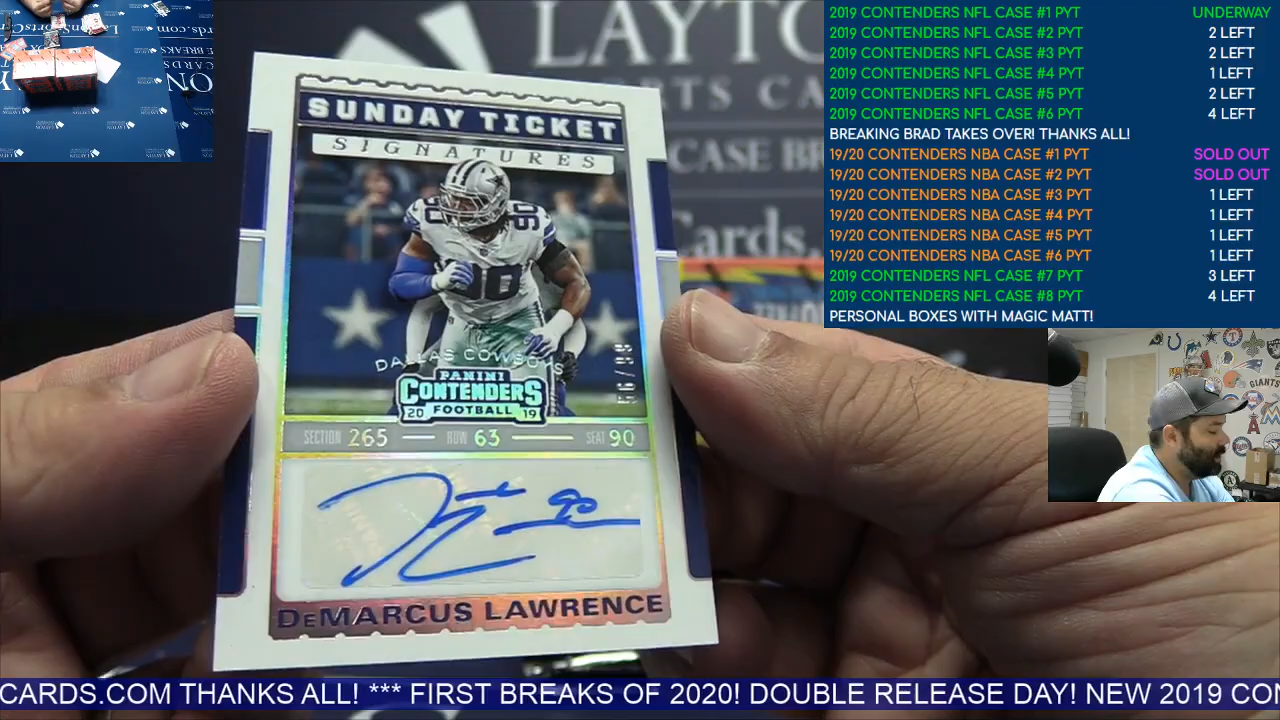 2019 CONTENDERS NFL CASE #1 PYT UNDERWAY
2019 CONTENDERS NFL CASE #2 PYT 2 LEFT
2019 CONTENDERS NFL CASE #3 PYT 2 LEFT
2019 CONTENDERS NFL CASE #4 PYT 1 LEFT
2019 CONTENDERS NFL CASE #5 PYT 2 LEFT
2019 CONTENDERS NFL CASE #6 PYT 4 LEFT
BREAKING BRAD TAKES OVER! THANKS ALL!
19/20 CONTENDERS NBA CASE #1 PYT SOLD OUT
19/20 CONTENDERS NBA CASE #2 PYT SOLD OUT
19/20 CONTENDERS NBA CASE #3 PYT 1 LEFT
19/20 CONTENDERS NBA CASE #4 PYT 1 LEFT
19/20 CONTENDERS NBA CASE #5 PYT 1 LEFT
19/20 CONTENDERS NBA CASE #6 PYT 1 LEFT
2019 CONTENDERS NFL CASE #7 PYT 3 LEFT
2019 CONTENDERS NFL CASE #8 PYT 4 LEFT
PERSONAL BOXES WITH MAGIC MATT!
LAYTO
RTS CA
CASE BR
Cards.
SUNDAY TICKET
SIGNATURES
90
90
DALLAS COWBOYS
PANINI
CONTENDERS
20 FOOTBALL 19
SECTION 265 ROW 63 SEAT 90
90
DEMARCUS LAWRENCE
GIANTS
CARDS.COM THANKS ALL! *** FIRST BREAKS OF 2020! DOUBLE RELEASE DAY! NEW 2019 CON